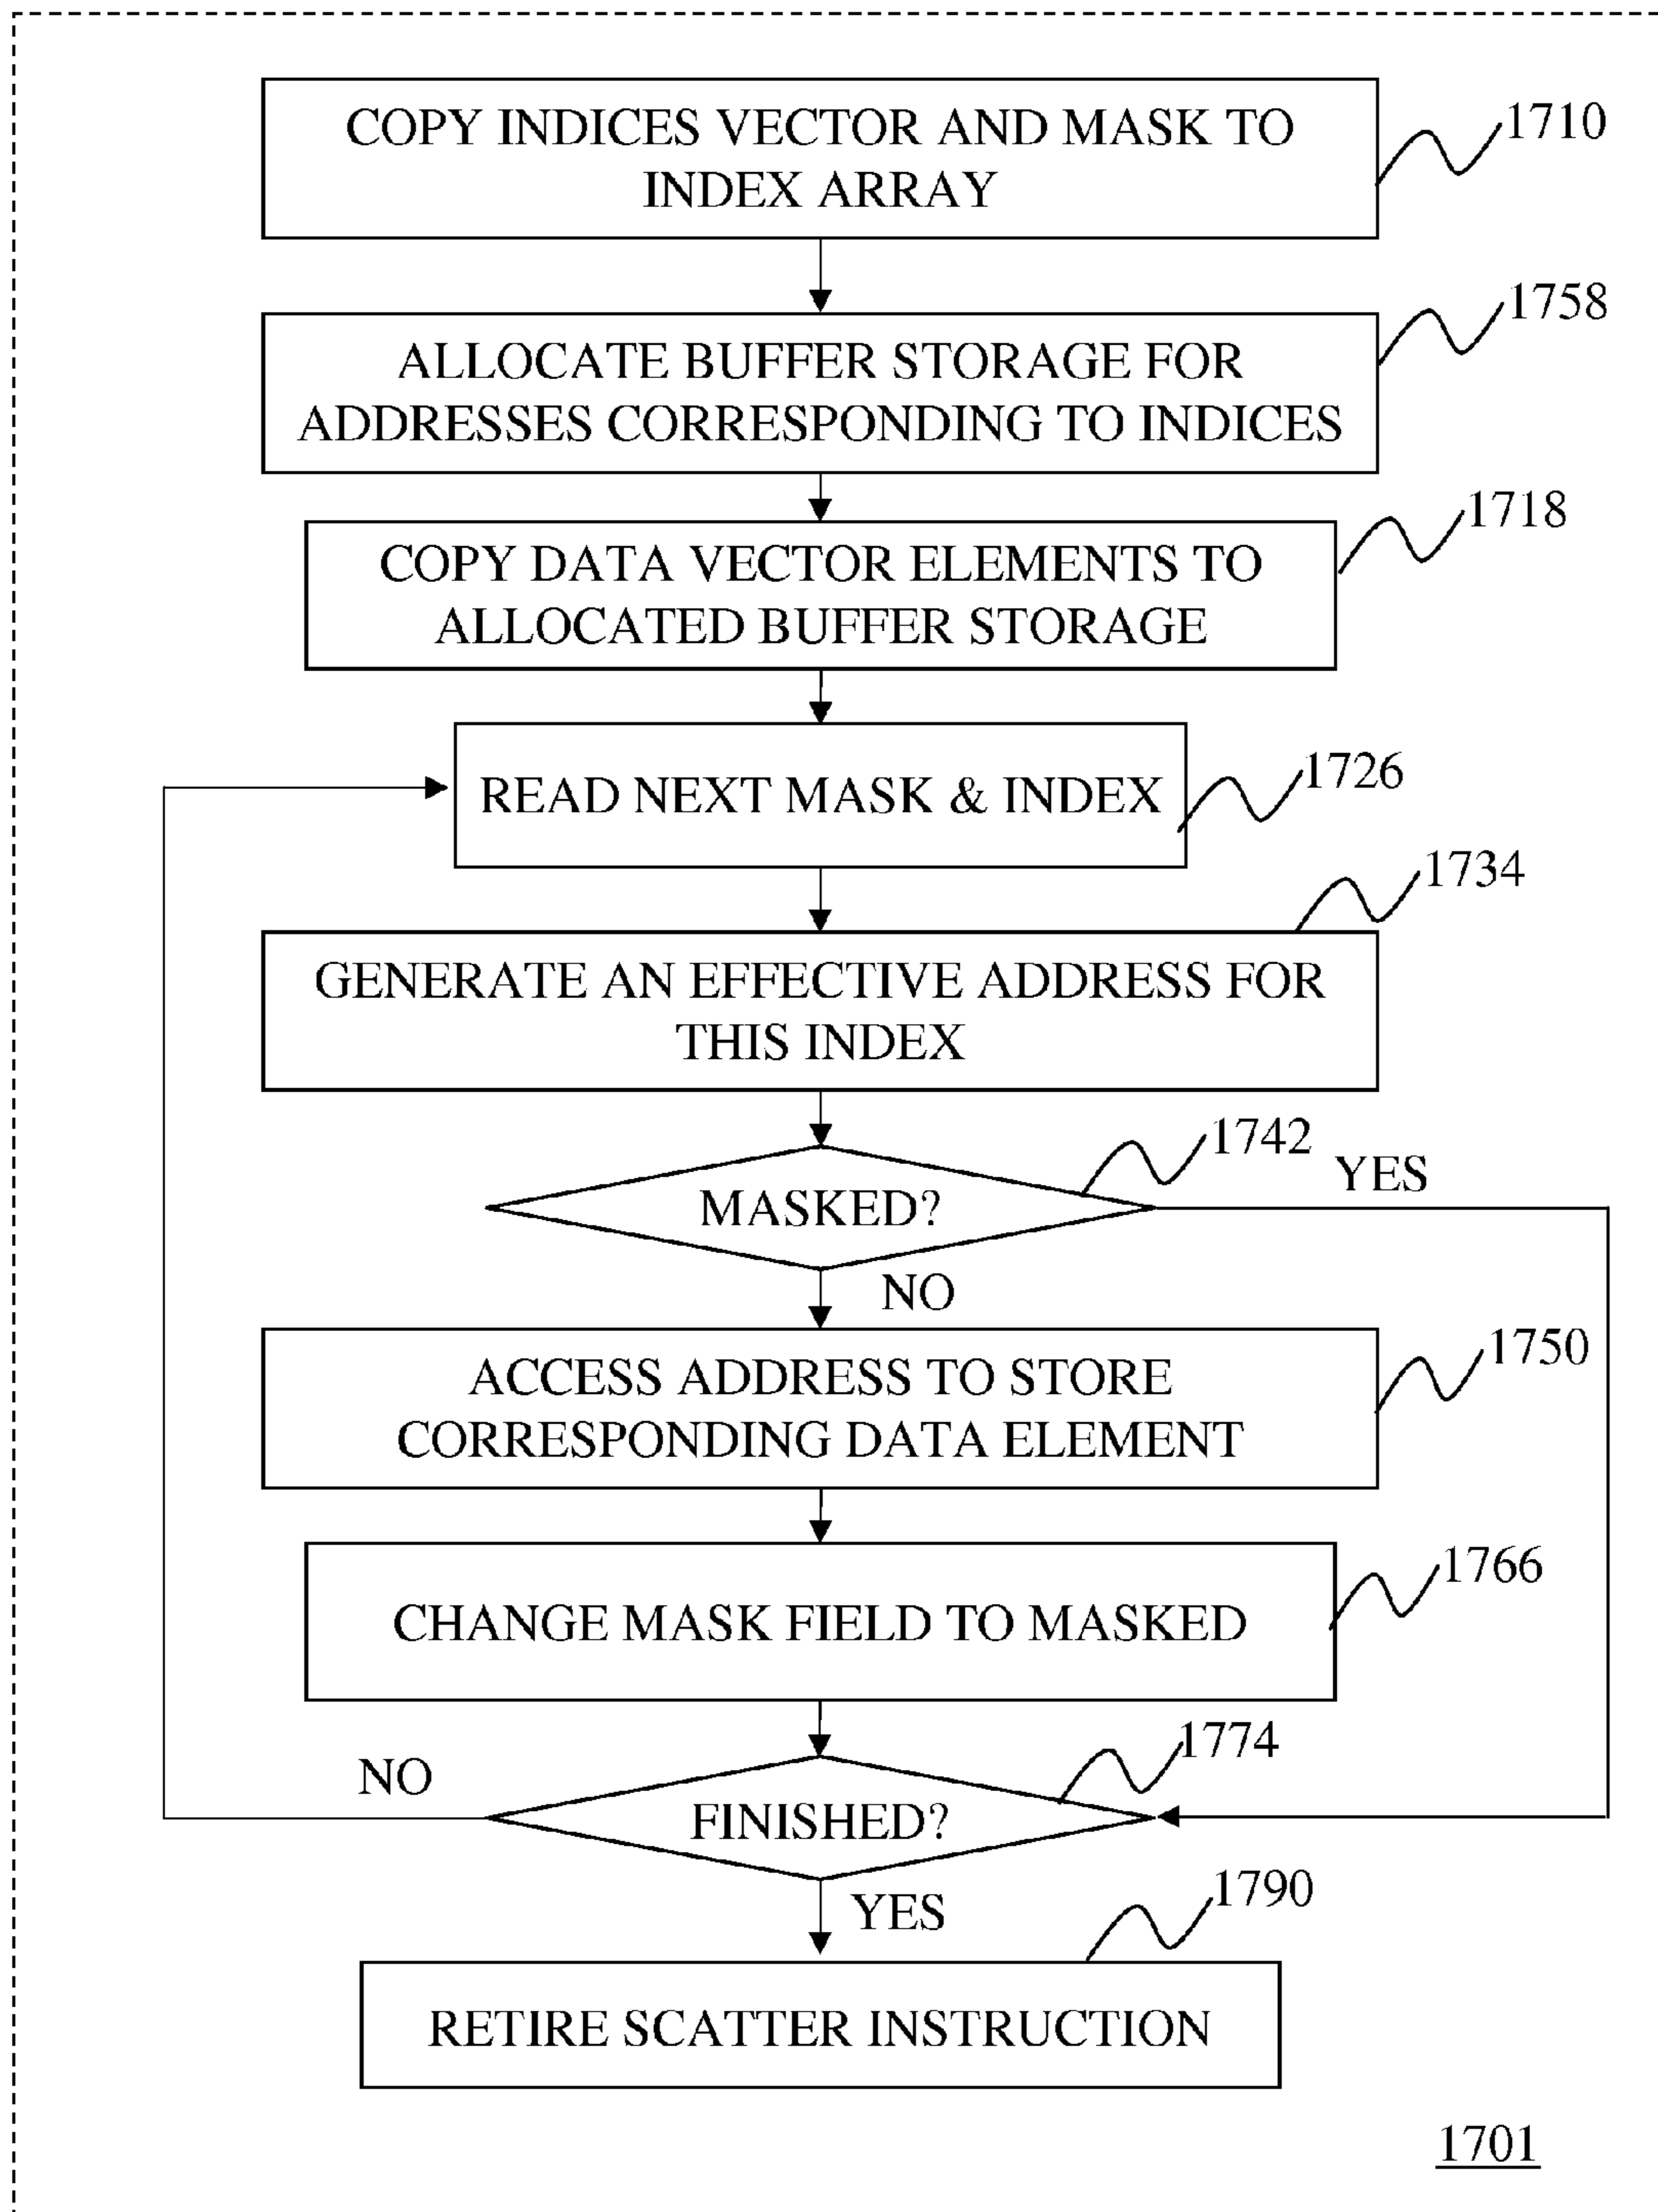 COPY INDICES VECTOR AND MASK TO
INDEX ARRAY
1710
ALLOCATE BUFFER STORAGE FOR
ADDRESSES CORRESPONDING TO INDICES
1758
COPY DATA VECTOR ELEMENTS TO
ALLOCATED BUFFER STORAGE
1718
READ NEXT MASK & INDEX
1726
GENERATE AN EFFECTIVE ADDRESS FOR
THIS INDEX
1734
MASKED?
1742
YES
NO
ACCESS ADDRESS TO STORE
CORRESPONDING DATA ELEMENT
1750
CHANGE MASK FIELD TO MASKED
1766
FINISHED?
1774
NO
YES
RETIRE SCATTER INSTRUCTION
1790
1701